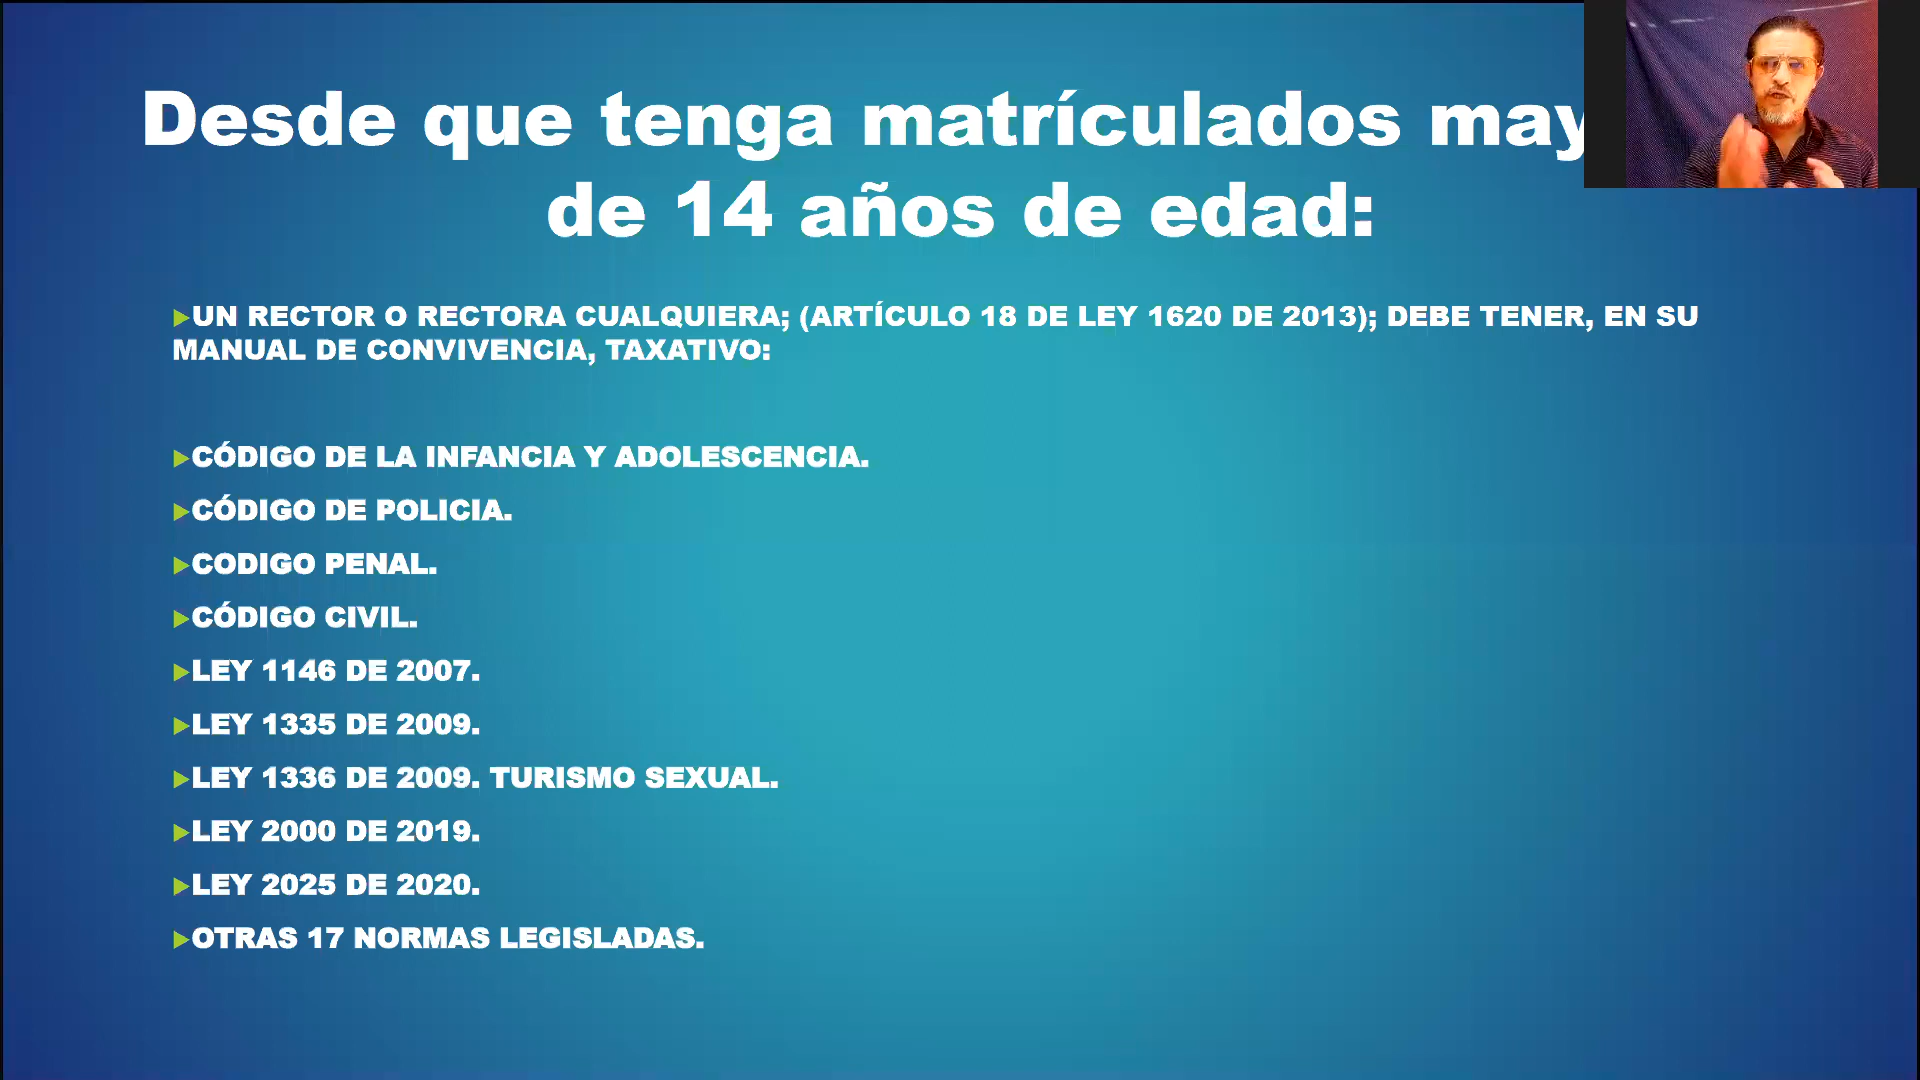 Desde que tenga matrículados may
de 14 años de edad:
UN RECTOR O RECTORA CUALQUIERA; (ARTÍCULO 18 DE LEY 1620 DE 2013); DEBE TENER, EN SU
MANUAL DE CONVIVENCIA, TAXATIVO:
CÓDIGO DE LA INFANCIA Y ADOLESCENCIA.
CÓDIGO DE POLICIA.
CODIGO PENAL.
CÓDIGO CIVIL.
LEY 1146 DE 2007.
LEY 1335 DE 2009.
LEY 1336 DE 2009. TURISMO SEXUAL.
LEY 2000 DE 2019.
LEY 2025 DE 2020.
OTRAS 17 NORMAS LEGISLADAS.